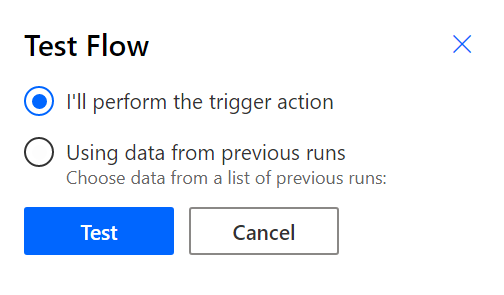 Test Flow
I'll perform the trigger action
Using data from previous runs
Choose data from a list of previous runs:
Test
Cancel